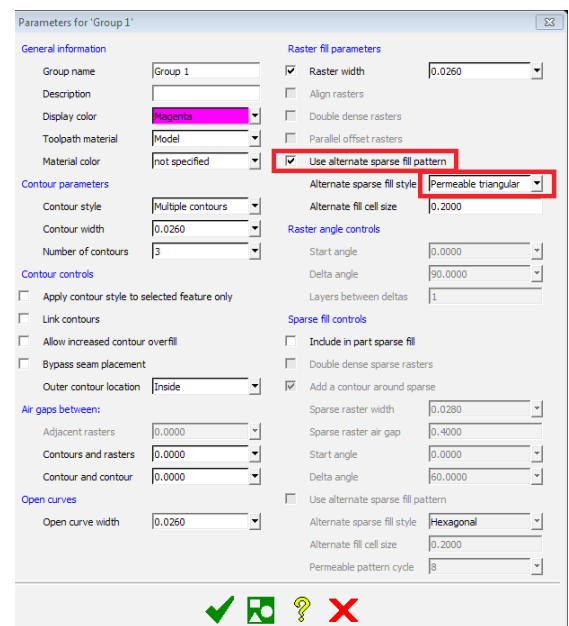 Parameters for 'Group 1'
General information
Group name Group 1
Description
Display color Magenta
Toolpath material Model
Material color not specified
Contour parameters
Contour style Multiple contours
Contour width 0.0260
Number of contours 3
Contour controls
Apply contour style to selected feature only
Link contours
Allow increased contour overfill
Bypass seam placement
Outer contour location Inside
Air gaps between:
Adjacent rasters 0.0000
Contours and rasters 0.0000
Contour and contour 0.0000
Open curves
Open curve width 0.0260
Raster fill parameters
Raster width 0.0260
Align rasters
Double dense rasters
Parallel offset rasters
Use alternate sparse fill pattern
Alternate sparse fill style Permeable triangular
Alternate fill cell size 0.2000
Raster angle controls
Start angle 0.0000
Delta angle 90.0000
Layers between deltas 1
Sparse fill controls
Include in part sparse fill
Double dense sparse rasters
Add a contour around sparse
Sparse raster width 0.0280
Sparse raster air gap 0.4000
Start angle 0.0000
Delta angle 60.0000
Use alternate sparse fill pattern
Alternate sparse fill style Hexagonal
Alternate fill cell size 0.2000
Permeable pattern cycle 8